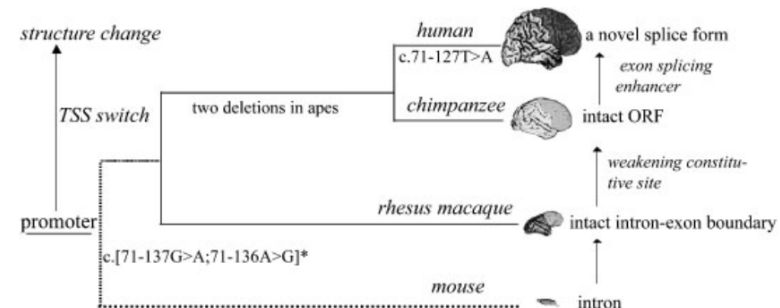 structure change
human
a novel splice form
c.71-127T>A
exon splicing
enhancer
TSS switch
two deletions in apes
chimpanzee
intact ORF
weakening constitu-
tive site
rhesus macaque
promoter
intact intron-exon boundary
c.[71-137G>A;71-136A>G]*
mouse
intron